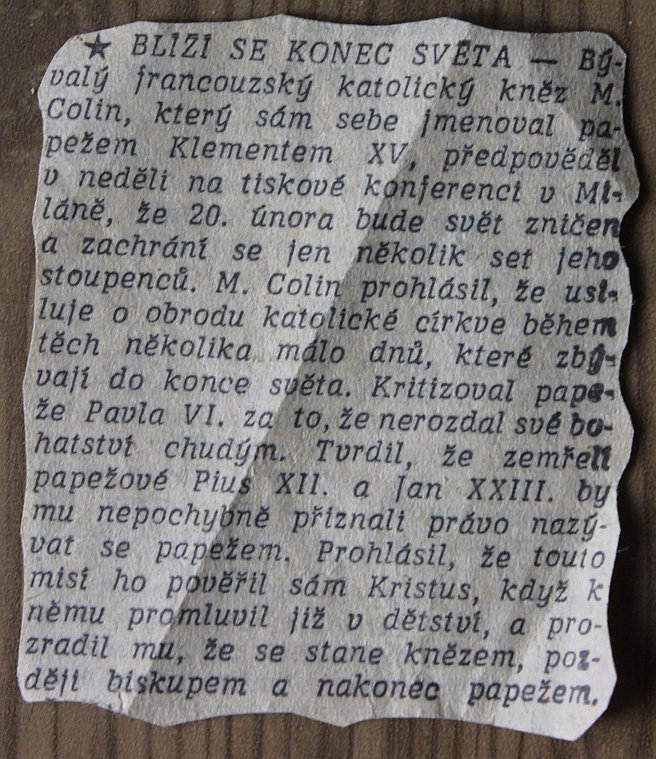 ★ BLÍŽÍ SE KONEC SVĚTA — Bý-
valý francouzský katolický kněz M.
Colin, který sám sebe jmenoval pa-
pežem Klementem XV, předpověděl
v neděli na tiskové konferenci v Mi-
láně, že 20. února bude svět zničen
a zachrání se jen několik set jeho
stoupenců. M. Colin prohlásil, že usi-
luje o obrodu katolické církve během
těch několika málo dnů, které zbý-
vají do konce světa. Kritizoval pape-
že Pavla VI. za to, že nerozdal své bo-
hatství chudým. Tvrdil, že zemřelí
papežové Pius XII. a Jan XXIII. by
mu nepochybně přiznali právo nazý-
vat se papežem. Prohlásil, že touto
misí ho pověřil sám Kristus, když k
němu promluvil již v dětství, a pro-
zradil mu, že se stane knězem, poz-
ději biskupem a nakonec papežem.